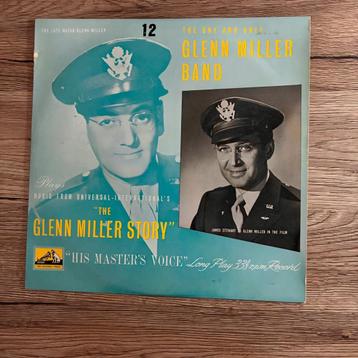 THE LATE MAJOR GLENN MILLER
12
THE ONE AND ONLY...
GLENN MILLER
BAND
Plays
MUSIC FROM UNIVERSAL-INTERNATIONAL'S
"THE
GLENN MILLER STORY"
JAMES STEWART as GLENN MILLER IN THE FILM
"HIS MASTER'S VOICE" Long Play 33⅓ r.p.m. Record